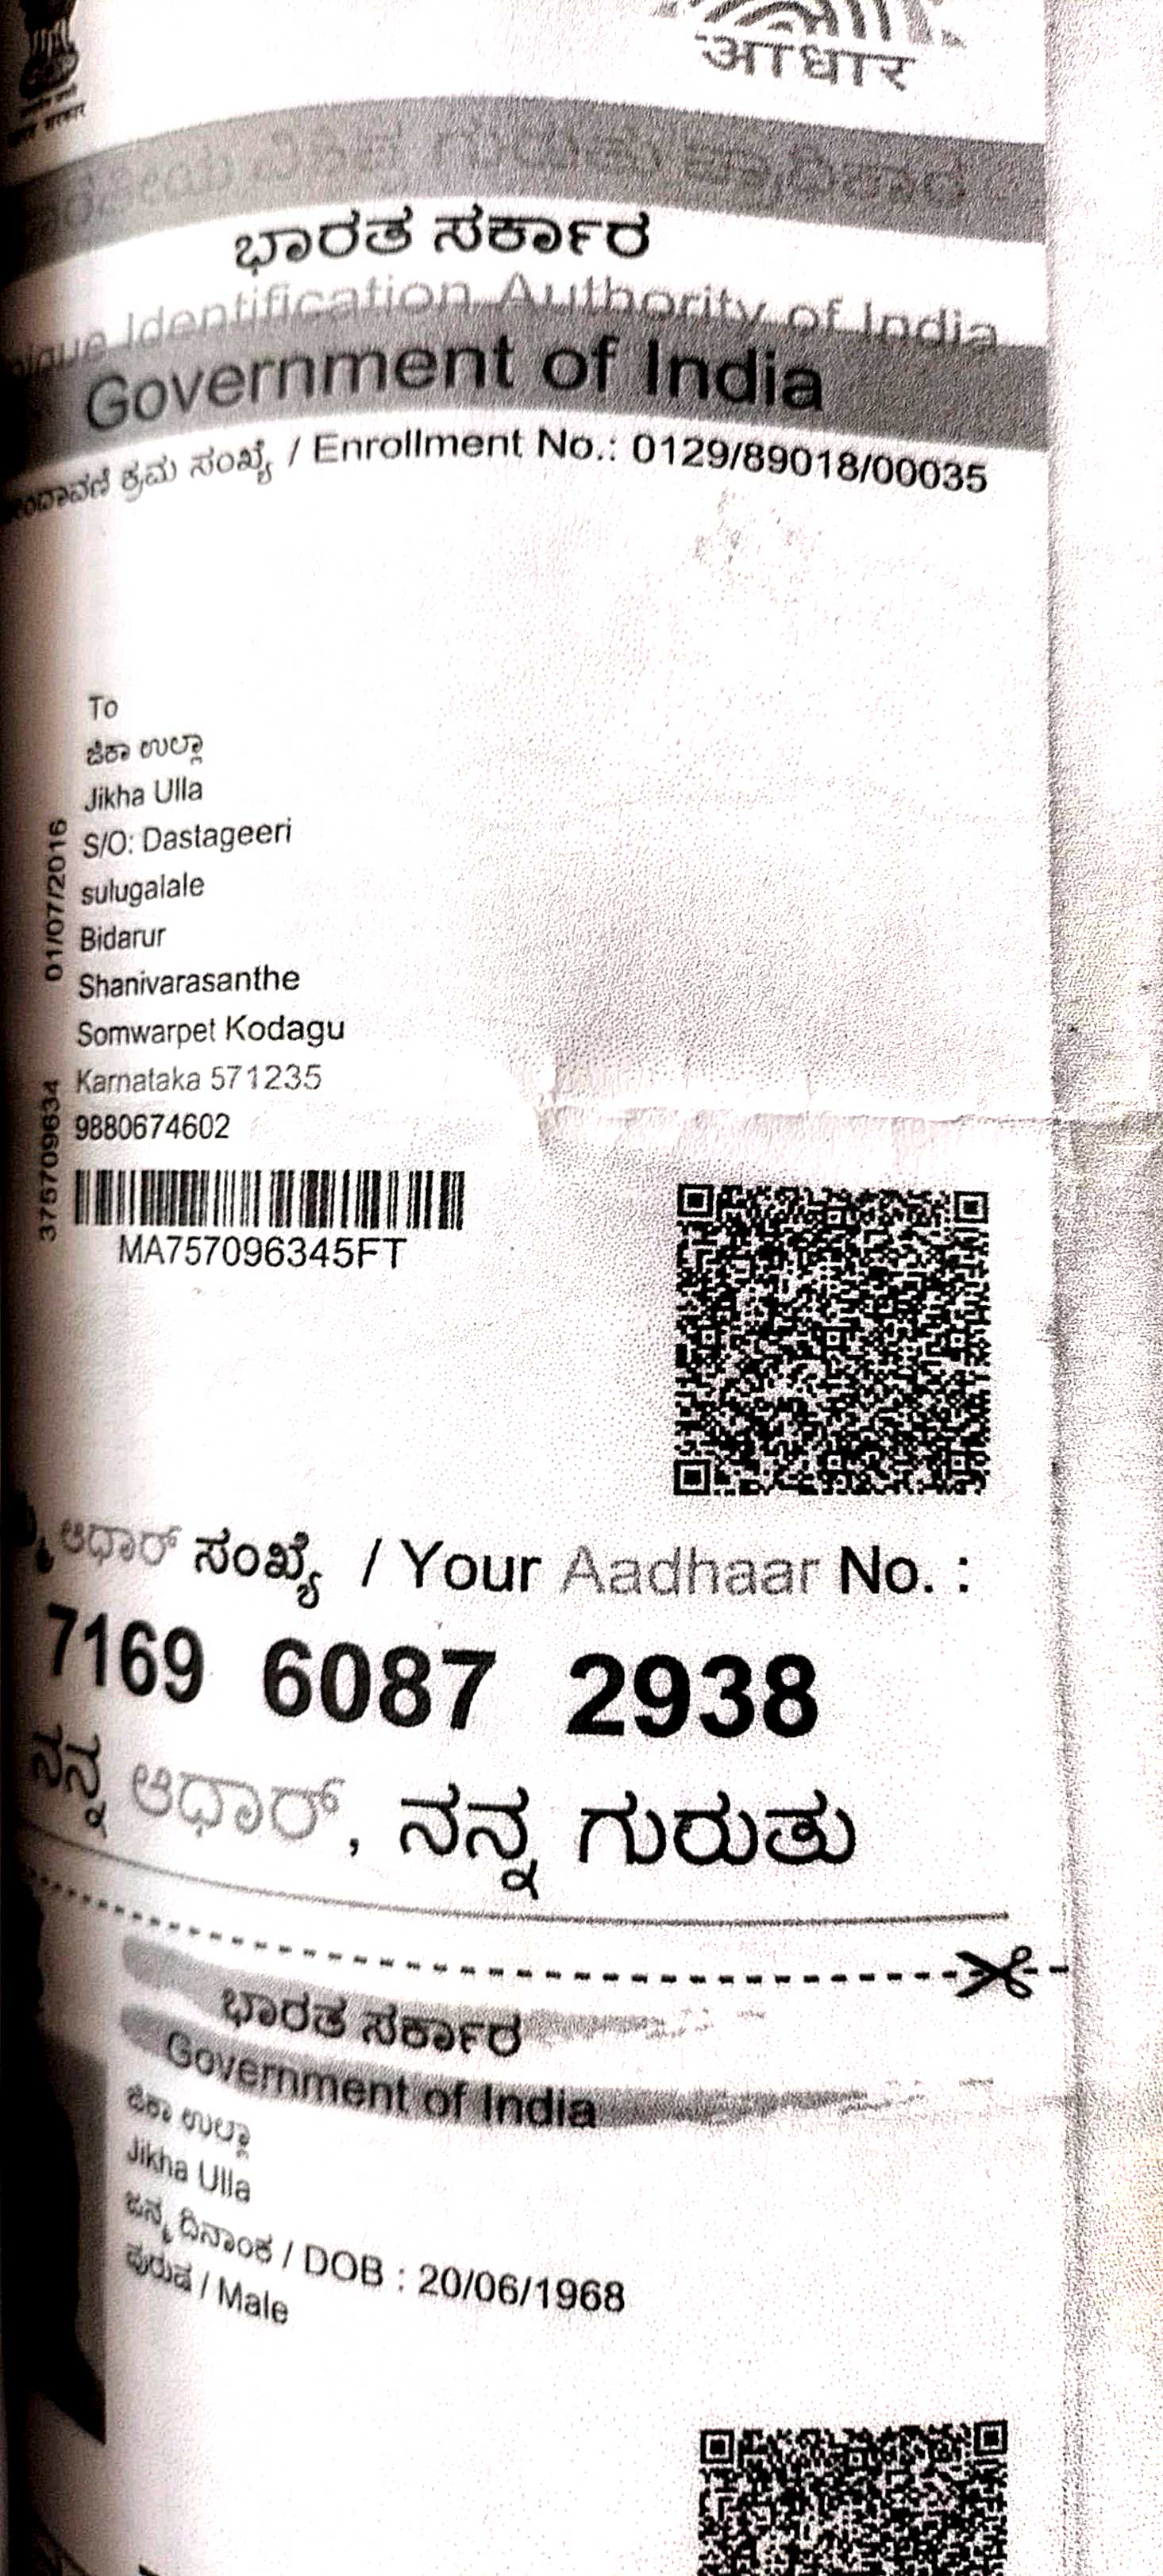 आधार
ಭಾರತ ಸರ್ಕಾರ
Identification Authority of India
Government of India
ಕ್ರಮ ಸಂಖ್ಯೆ / Enrollment No.: 0129/89018/00035
To
ಜಿಕಾ ಉಲ್ಲಾ
Jikha Ulla
S/O: Dastageeri
sulugalale
Bidarur
Shanivarasanthe
Somwarpet Kodagu
Karnataka 571235
9880674602
01/07/2016
375709634
MA757096345FT
ಆಧಾರ್ ಸಂಖ್ಯೆ / Your Aadhaar No. :
7169 6087 2938
ನನ್ನ ಆಧಾರ್, ನನ್ನ ಗುರುತು
ಭಾರತ ಸರ್ಕಾರ
Government of India
ಜಿಕಾ ಉಲ್ಲಾ
Jikha Ulla
ಜನ್ಮ ದಿನಾಂಕ / DOB : 20/06/1968
ಪುರುಷ / Male